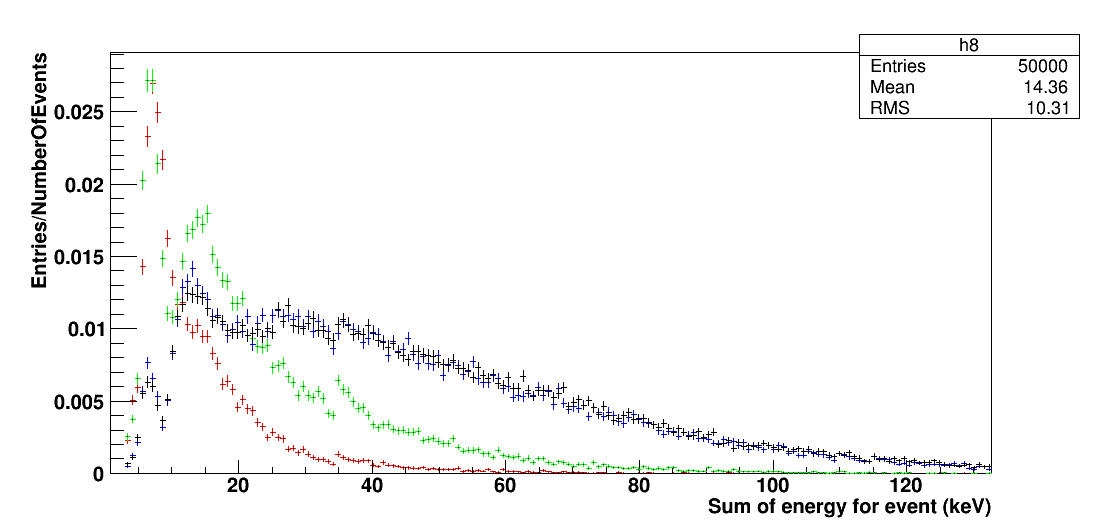 h8
Entries 50000
Mean 14.36
RMS 10.31
Entries/NumberOfEvents
0.025
0.02
0.015
0.01
0.005
0
20 40 60 80 100 120
Sum of energy for event (keV)